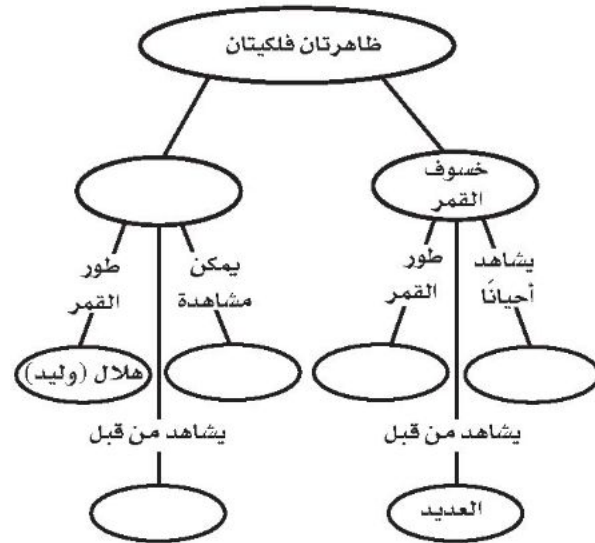 ظاهرتان فلكيتان
خسوف
القمر
يشاهد
أحيانًا
طور
القمر
يمكن
مشاهدة
طور
القمر
هلال (وليد)
يشاهد من قبل
يشاهد من قبل
العديد